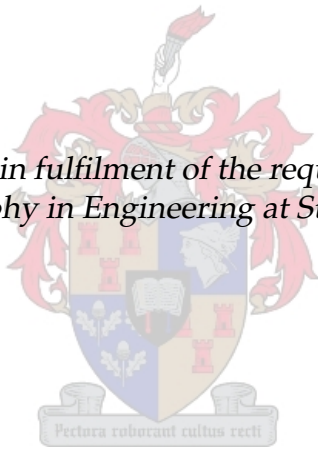 in fulfilment of the requ
phy in Engineering at St
Pectora roborant cultus recti